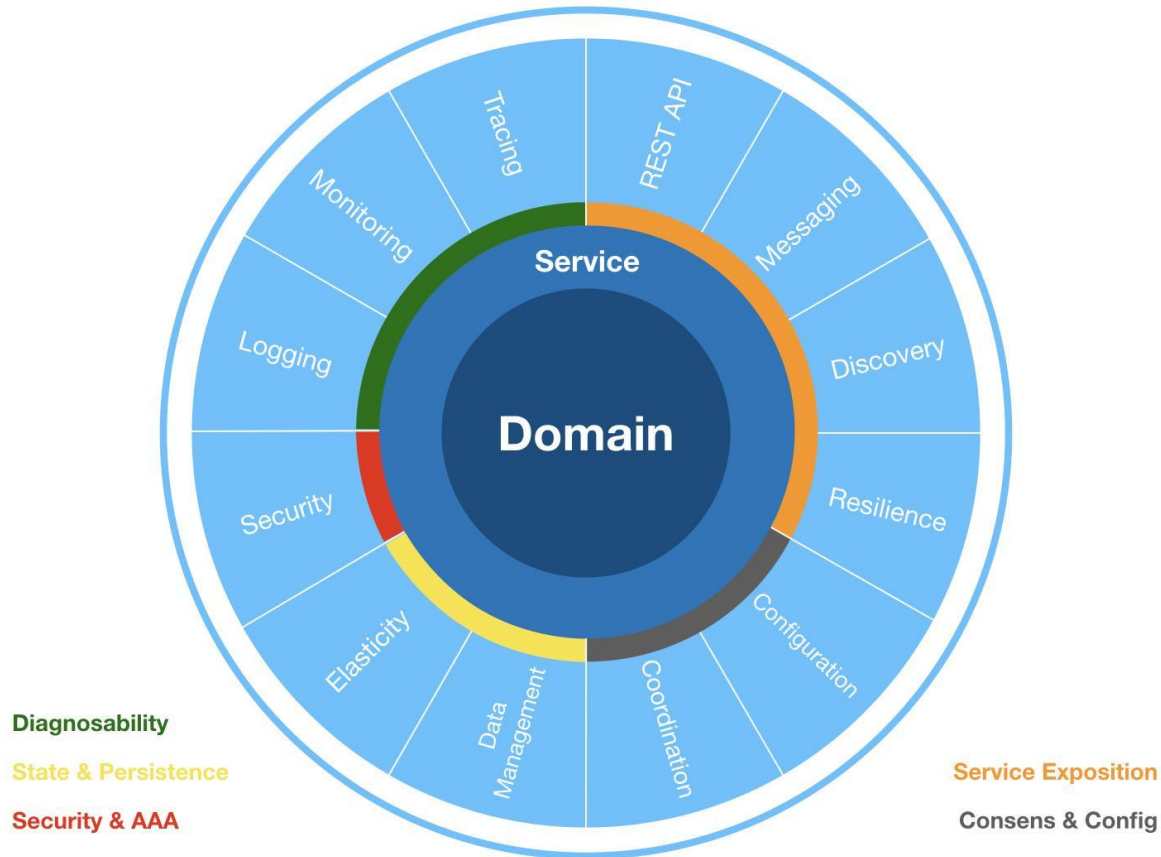 Tracing
REST API
Monitoring
Messaging
Service
Logging
Discovery
Domain
Security
Resilience
Elasticity
Configuration
Data
Management
Coordination
Diagnosability
State & Persistence
Security & AAA
Service Exposition
Consens & Config